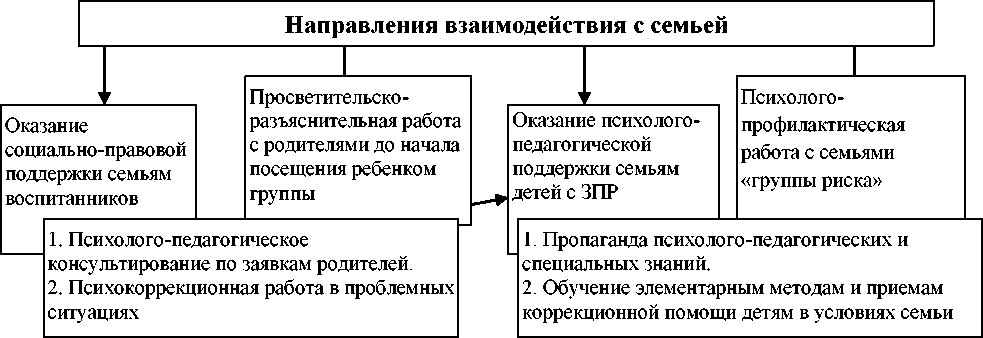 Направления взаимодействия с семьей
Оказание
социально-правовой
поддержки семьям
воспитанников
Просветительско-
разъяснительная работа
с родителями до начала
посещения ребенком
группы
Оказание психолого-
педагогической
поддержки семьям
детей с ЗПР
Психолого-
профилактическая
работа с семьями
«группы риска»
1. Психолого-педагогическое
консультирование по заявкам родителей.
2. Психокоррекционная работа в проблемных
ситуациях
1. Пропаганда психолого-педагогических и
специальных знаний.
2. Обучение элементарным методам и приемам
коррекционной помощи детям в условиях семьи